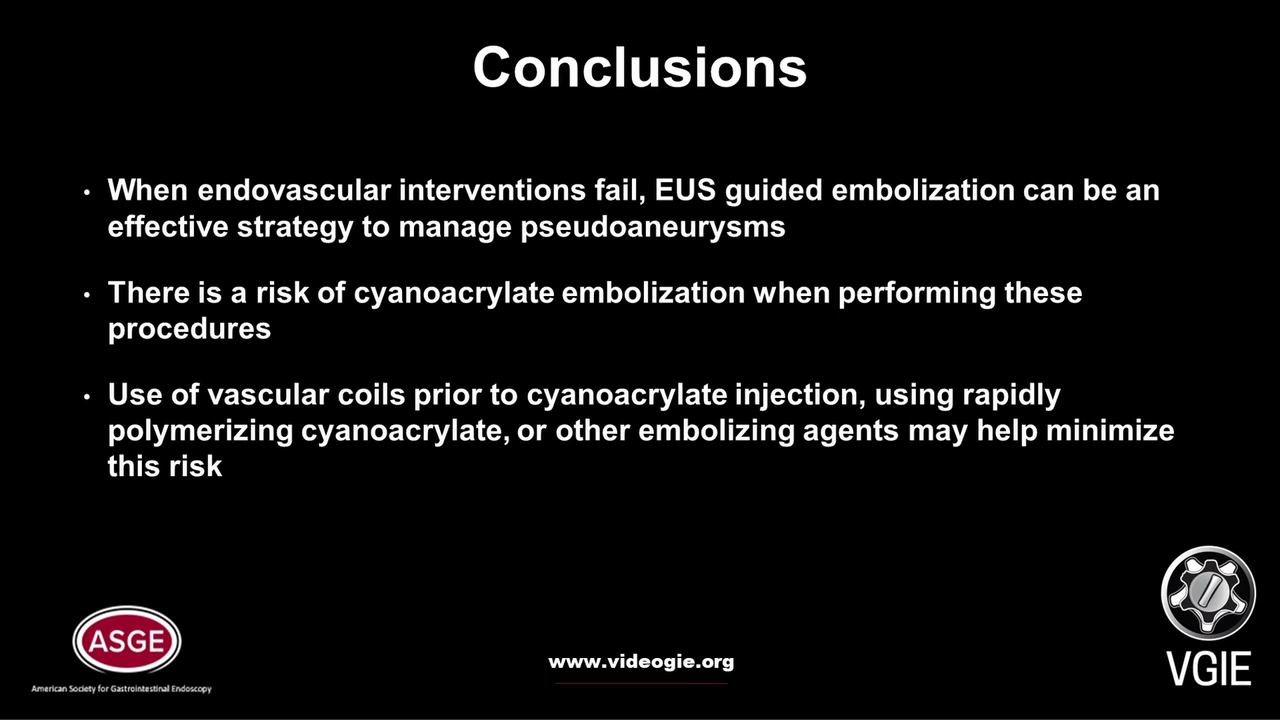 Conclusions
• When endovascular interventions fail, EUS guided embolization can be an
effective strategy to manage pseudoaneurysms
• There is a risk of cyanoacrylate embolization when performing these
procedures
• Use of vascular coils prior to cyanoacrylate injection, using rapidly
polymerizing cyanoacrylate, or other embolizing agents may help minimize
this risk
ASGE
American Society for Gastrointestinal Endoscopy
www.videogie.org
VGIE